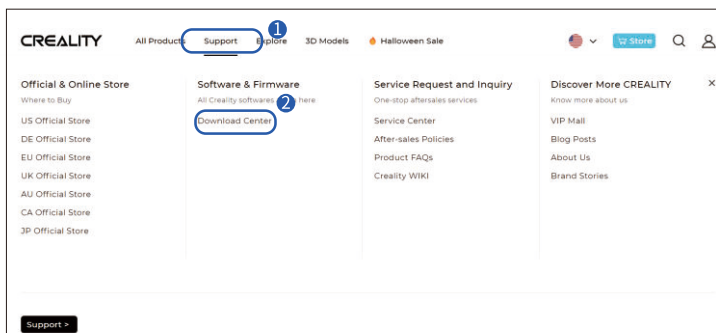 1
CREALITY
All Products
Support
Explore
3D Models
Halloween Sale
Store
Official & Online Store
Where to Buy
US Official Store
DE Official Store
EU Official Store
UK Official Store
AU Official Store
CA Official Store
JP Official Store
Software & Firmware
All Creality softwares here
2
Download Center
Service Request and Inquiry
One-stop aftersales services
Service Center
After-sales Policies
Product FAQs
Creality WIKI
Discover More CREALITY
Know more about us
VIP Mall
Blog Posts
About Us
Brand Stories
×
Support >